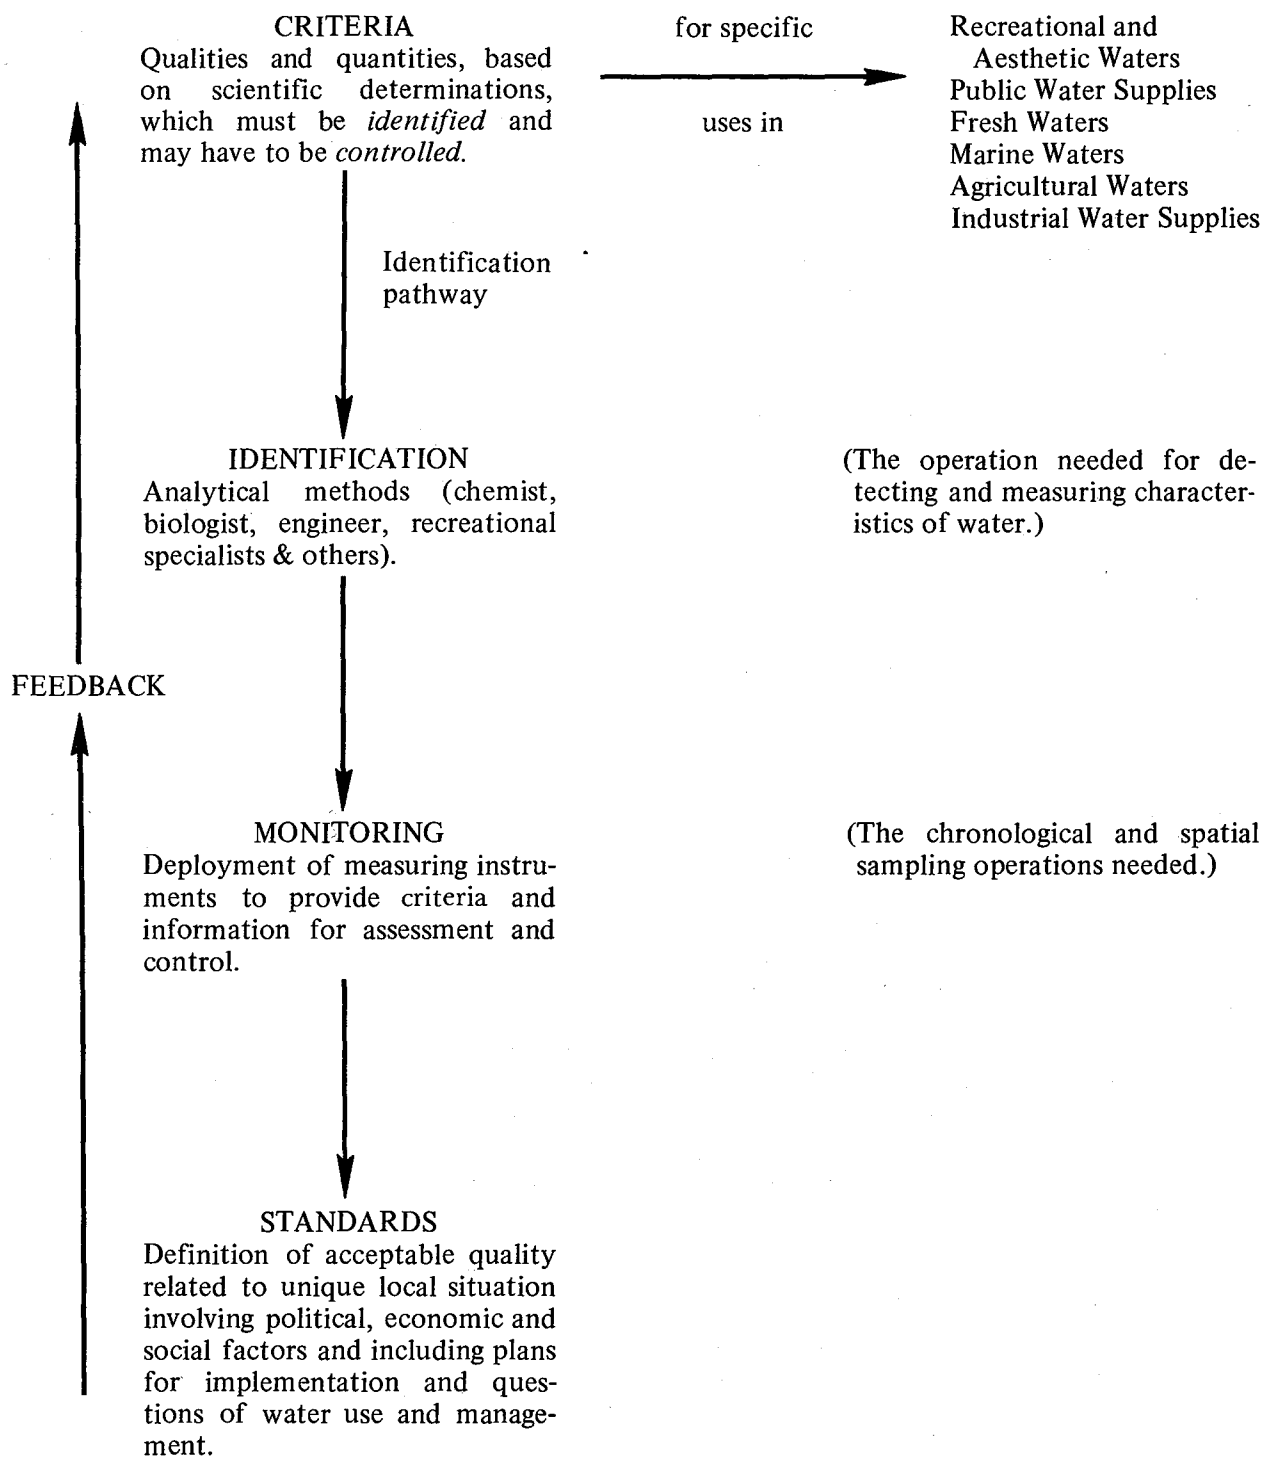 CRITERIA
Qualities and quantities, based
on scientific determinations,
which must be identified and
may have to be controlled.
for specific
uses in
Recreational and
Aesthetic Waters
Public Water Supplies
Fresh Waters
Marine Waters
Agricultural Waters
Industrial Water Supplies
Identification
pathway
IDENTIFICATION
Analytical methods (chemist,
biologist, engineer, recreational
specialists & others).
(The operation needed for de-
tecting and measuring character-
istics of water.)
FEEDBACK
MONITORING
Deployment of measuring instru-
ments to provide criteria and
information for assessment and
control.
(The chronological and spatial
sampling operations needed.)
STANDARDS
Definition of acceptable quality
related to unique local situation
involving political, economic and
social factors and including plans
for implementation and ques-
tions of water use and manage-
ment.